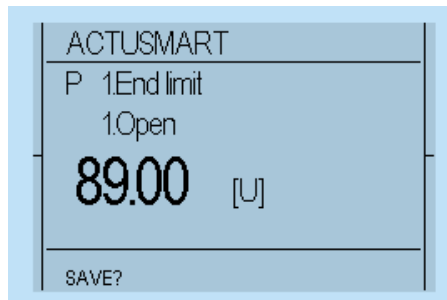 ACTUSMART
P 1.End limit
1.Open
89.00 [U]
SAVE?